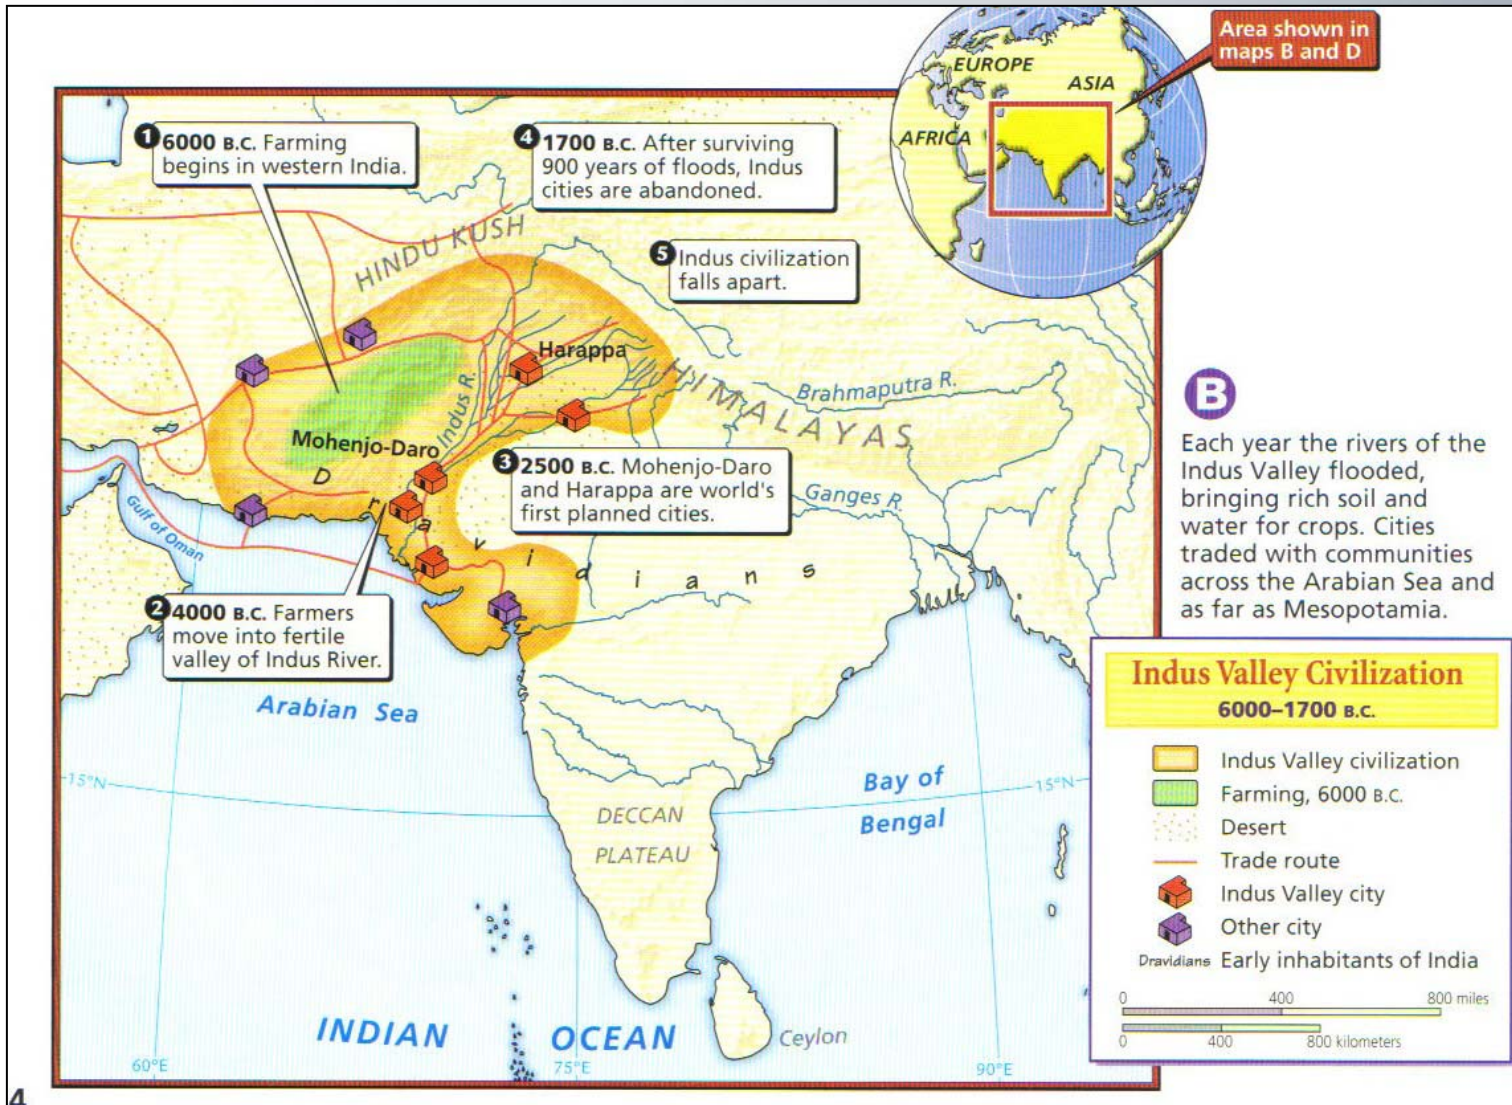 Area shown in
maps B and D
EUROPE
ASIA
AFRICA
1 6000 B.C. Farming
begins in western India.
4 1700 B.C. After surviving
900 years of floods, Indus
cities are abandoned.
HINDU KUSH
5 Indus civilization
falls apart.
Harappa
HIMALAYAS
Brahmaputra R.
Indus R.
Mohenjo-Daro
3 2500 B.C. Mohenjo-Daro
and Harappa are world's
first planned cities.
Ganges R.
Dravidians
Gulf of Oman
2 4000 B.C. Farmers
move into fertile
valley of Indus River.
Arabian Sea
15°N
15°N
Bay of
Bengal
DECCAN
PLATEAU
INDIAN OCEAN
Ceylon
60°E
75°E
90°E
B
Each year the rivers of the
Indus Valley flooded,
bringing rich soil and
water for crops. Cities
traded with communities
across the Arabian Sea and
as far as Mesopotamia.
Indus Valley Civilization
6000–1700 B.C.
Indus Valley civilization
Farming, 6000 B.C.
Desert
Trade route
Indus Valley city
Other city
Dravidians Early inhabitants of India
0 400 800 miles
0 400 800 kilometers
4